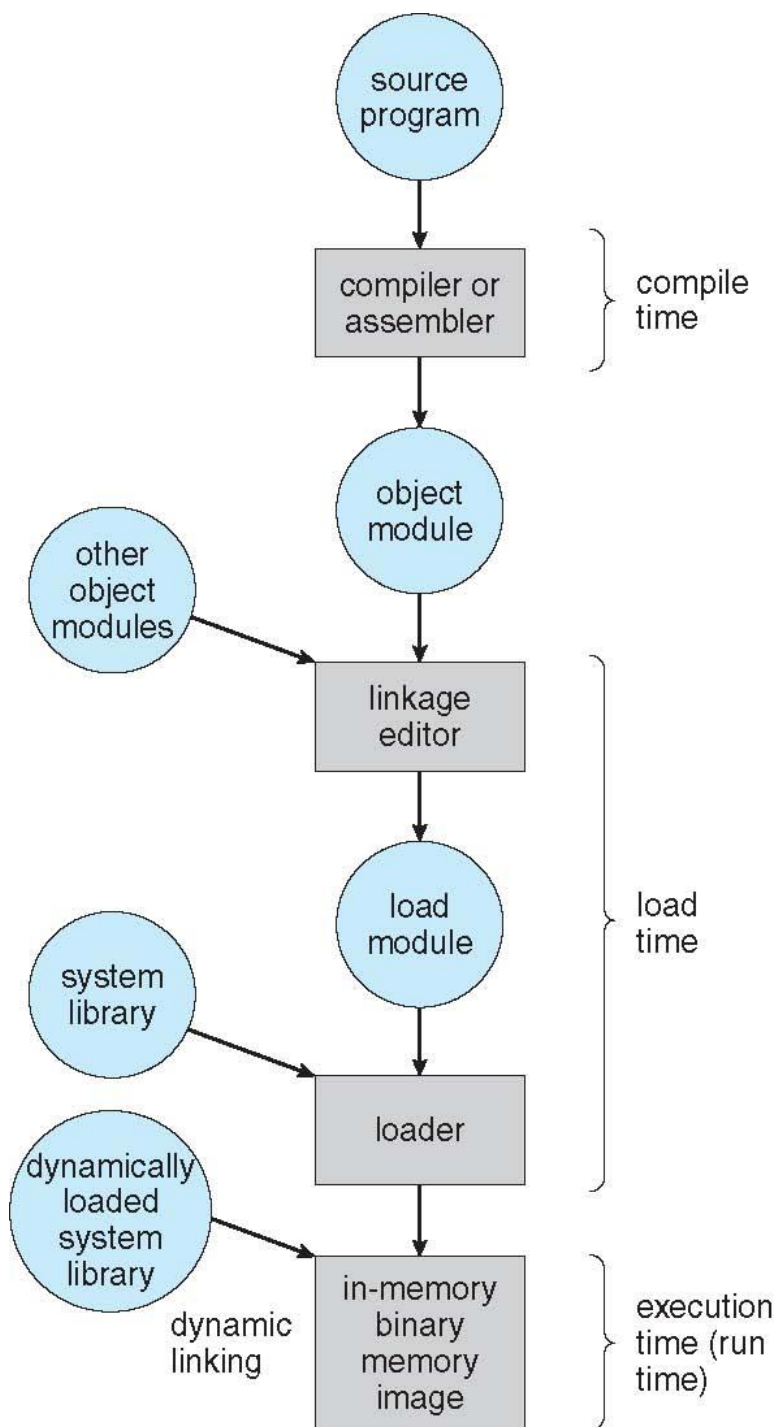 source
program
compiler or
assembler
compile
time
object
module
other
object
modules
linkage
editor
load
module
load
time
system
library
loader
dynamically
loaded
system
library
dynamic
linking
in-memory
binary
memory
image
execution
time (run
time)